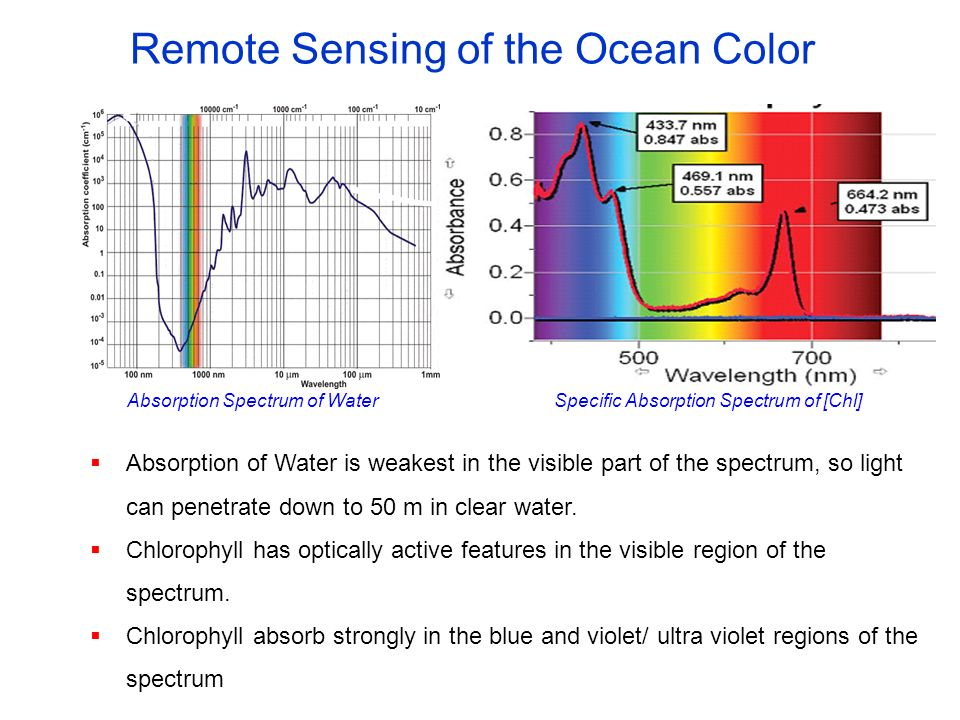 Remote Sensing of the Ocean Color
10000 cm⁻¹ 1000 cm⁻¹ 100 cm⁻¹ 10 cm⁻¹
Absorption coefficient (cm⁻¹)
10⁶
10⁵
10⁴
10³
100
10
1
0.1
0.01
10⁻³
10⁻⁴
10⁻⁵
100 nm 1000 nm 10 µm 100 µm 1mm
Wavelength
Absorbance
0.8
0.6
0.4
0.2
0.0
433.7 nm
0.847 abs
469.1 nm
0.557 abs
664.2 nm
0.473 abs
500 700
Wavelength (nm)
Absorption Spectrum of Water
Specific Absorption Spectrum of [Chl]
▪ Absorption of Water is weakest in the visible part of the spectrum, so light
can penetrate down to 50 m in clear water.
▪ Chlorophyll has optically active features in the visible region of the
spectrum.
▪ Chlorophyll absorb strongly in the blue and violet/ ultra violet regions of the
spectrum